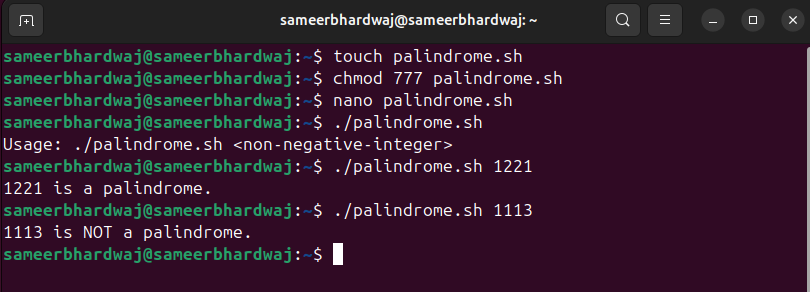 sameerbhardwaj@sameerbhardwaj: ~
sameerbhardwaj@sameerbhardwaj:~$ touch palindrome.sh
sameerbhardwaj@sameerbhardwaj:~$ chmod 777 palindrome.sh
sameerbhardwaj@sameerbhardwaj:~$ nano palindrome.sh
sameerbhardwaj@sameerbhardwaj:~$ ./palindrome.sh
Usage: ./palindrome.sh <non-negative-integer>
sameerbhardwaj@sameerbhardwaj:~$ ./palindrome.sh 1221
1221 is a palindrome.
sameerbhardwaj@sameerbhardwaj:~$ ./palindrome.sh 1113
1113 is NOT a palindrome.
sameerbhardwaj@sameerbhardwaj:~$